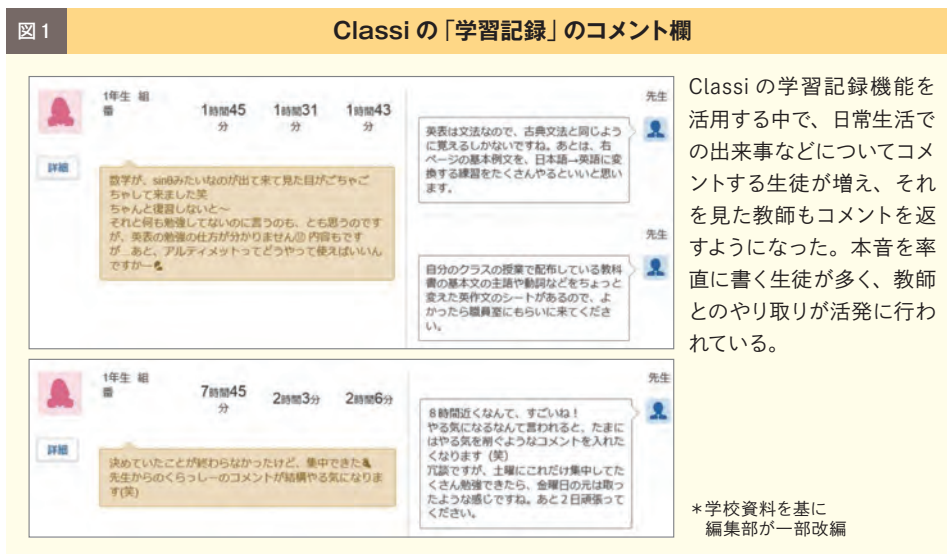 図1
Classi の「学習記録」のコメント欄
1年生 組
番
1時間45
分
1時間31
分
1時間43
分
詳細
数学が、sinθみたいなのが出て来て見た目がごちゃご
ちゃして来ました笑
ちゃんと復習しないと〜
それと何も勉強してないのに言うのも、とも思うのです
が、英表の勉強の仕方が分かりません 内容もです
が…あと、アルティメットってどうやって使えばいいん
ですかー
先生
英表は文法なので、古典文法と同じよう
に覚えるしかないですね。あとは、右
ページの基本例文を、日本語→英語に変
換する練習をたくさんやるといいと思い
ます。
先生
自分のクラスの授業で配布している教科
書の基本文の主語や動詞などをちょっと
変えた英作文のシートがあるので、よ
かったら職員室にもらいに来てくださ
い。
1年生 組
番
7時間45
分
2時間3分
2時間6分
詳細
決めていたことが終わらなかったけど、集中できた
先生からのくらっしーのコメントが結構やる気になりま
す(笑)
先生
8時間近くなんて、すごいね！
やる気になるなんて言われると、たまに
はやる気を削ぐようなコメントを入れた
くなります (笑)
冗談ですが、土曜にこれだけ集中してた
くさん勉強できたら、金曜日の元は取っ
たような感じですね。あと2日頑張って
ください。
Classi の学習記録機能を
活用する中で、日常生活で
の出来事などについてコメ
ントする生徒が増え、それ
を見た教師もコメントを返
すようになった。本音を率
直に書く生徒が多く、教師
とのやり取りが活発に行わ
れている。
＊学校資料を基に
編集部が一部改編